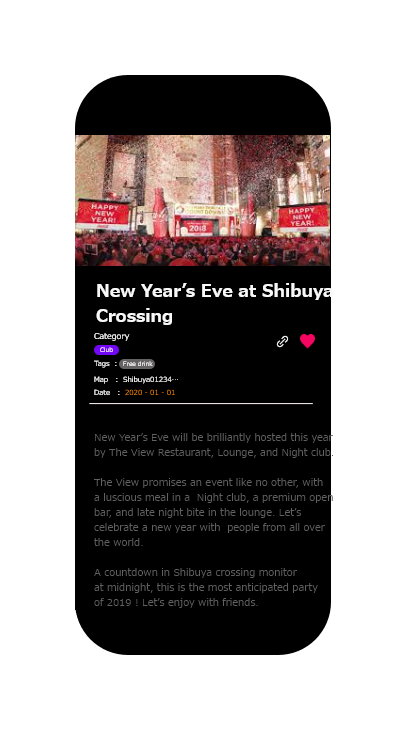 HAPPY
NEW
YEAR!
COUNTDOWN
2018
HAPPY
NEW
YEAR!
New Year’s Eve at Shibuya
Crossing
Category
Club
Tags : Free drink
Map : Shibuya01234…
Date : 2020 - 01 - 01
New Year’s Eve will be brilliantly hosted this year
by The View Restaurant, Lounge, and Night club.
The View promises an event like no other, with
a luscious meal in a Night club, a premium open
bar, and late night bite in the lounge. Let’s
celebrate a new year with people from all over
the world.
A countdown in Shibuya crossing monitor
at midnight, this is the most anticipated party
of 2019 ! Let’s enjoy with friends.